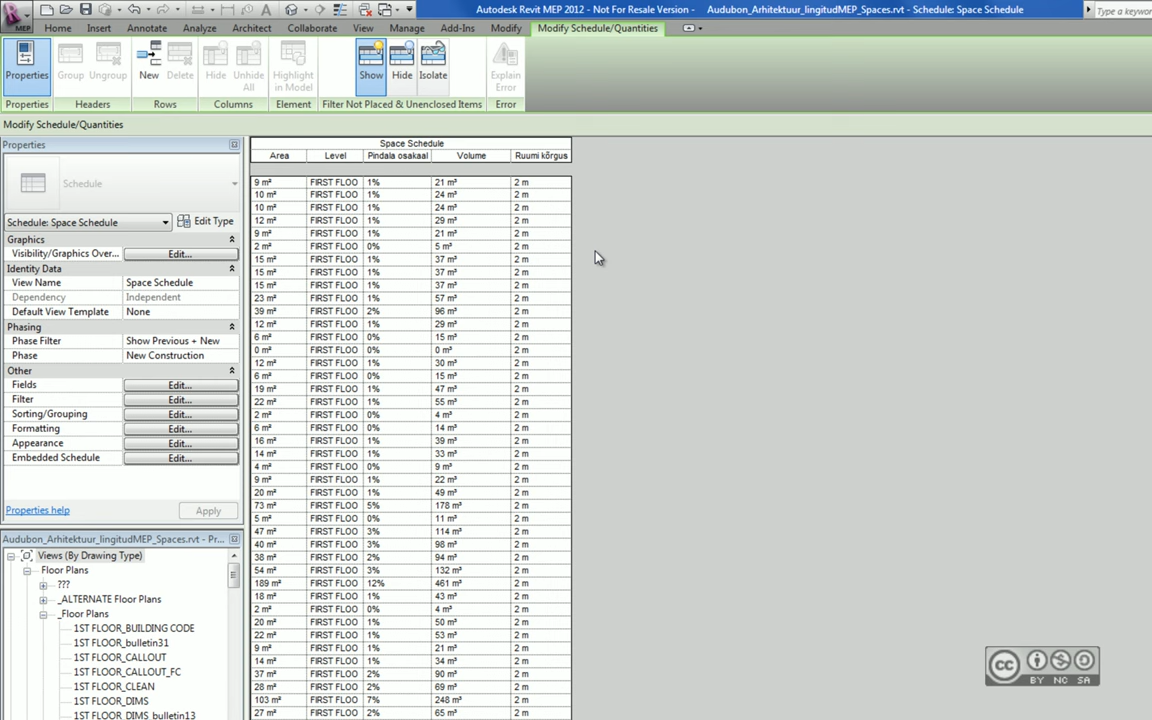 Autodesk Revit MEP 2012 - Not For Resale Version - Audubon_Arhitektuur_lingitudMEP_Spaces.rvt - Schedule: Space Schedule
Type a keywor
MEP Home Insert Annotate Analyze Architect Collaborate View Manage Add-Ins Modify Modify Schedule/Quantities
Properties Group Ungroup New Delete Hide Unhide All Highlight in Model Show Hide Isolate Explain Error
Properties Headers Rows Columns Element Filter Not Placed & Unenclosed Items Error
Modify Schedule/Quantities
Properties
Schedule
Schedule: Space Schedule Edit Type
Graphics
Visibility/Graphics Over... Edit...
Identity Data
View Name Space Schedule
Dependency Independent
Default View Template None
Phasing
Phase Filter Show Previous + New
Phase New Construction
Other
Fields Edit...
Filter Edit...
Sorting/Grouping Edit...
Formatting Edit...
Appearance Edit...
Embedded Schedule Edit...
Properties help Apply
Audubon_Arhitektuur_lingitudMEP_Spaces.rvt - Pr...
Views (By Drawing Type)
Floor Plans
???
_ALTERNATE Floor Plans
_Floor Plans
1ST FLOOR_BUILDING CODE
1ST FLOOR_bulletin31
1ST FLOOR_CALLOUT
1ST FLOOR_CALLOUT_FC
1ST FLOOR_CLEAN
1ST FLOOR_DIMS
1ST FLOOR_DIMS_bulletin13
Space Schedule
Area Level Pindala osakaal Volume Ruumi kõrgus
9 m² FIRST FLOO 1% 21 m³ 2 m
10 m² FIRST FLOO 1% 24 m³ 2 m
10 m² FIRST FLOO 1% 24 m³ 2 m
12 m² FIRST FLOO 1% 29 m³ 2 m
9 m² FIRST FLOO 1% 21 m³ 2 m
2 m² FIRST FLOO 0% 5 m³ 2 m
15 m² FIRST FLOO 1% 37 m³ 2 m
15 m² FIRST FLOO 1% 37 m³ 2 m
15 m² FIRST FLOO 1% 37 m³ 2 m
23 m² FIRST FLOO 1% 57 m³ 2 m
39 m² FIRST FLOO 2% 96 m³ 2 m
12 m² FIRST FLOO 1% 29 m³ 2 m
6 m² FIRST FLOO 0% 15 m³ 2 m
0 m² FIRST FLOO 0% 0 m³ 2 m
12 m² FIRST FLOO 1% 30 m³ 2 m
6 m² FIRST FLOO 0% 15 m³ 2 m
19 m² FIRST FLOO 1% 47 m³ 2 m
22 m² FIRST FLOO 1% 55 m³ 2 m
2 m² FIRST FLOO 0% 4 m³ 2 m
6 m² FIRST FLOO 0% 14 m³ 2 m
16 m² FIRST FLOO 1% 39 m³ 2 m
14 m² FIRST FLOO 1% 33 m³ 2 m
4 m² FIRST FLOO 0% 9 m³ 2 m
9 m² FIRST FLOO 1% 22 m³ 2 m
20 m² FIRST FLOO 1% 49 m³ 2 m
73 m² FIRST FLOO 5% 178 m³ 2 m
5 m² FIRST FLOO 0% 11 m³ 2 m
47 m² FIRST FLOO 3% 114 m³ 2 m
40 m² FIRST FLOO 3% 98 m³ 2 m
38 m² FIRST FLOO 2% 94 m³ 2 m
54 m² FIRST FLOO 3% 132 m³ 2 m
189 m² FIRST FLOO 12% 461 m³ 2 m
18 m² FIRST FLOO 1% 43 m³ 2 m
2 m² FIRST FLOO 0% 4 m³ 2 m
20 m² FIRST FLOO 1% 50 m³ 2 m
22 m² FIRST FLOO 1% 53 m³ 2 m
9 m² FIRST FLOO 1% 21 m³ 2 m
14 m² FIRST FLOO 1% 34 m³ 2 m
37 m² FIRST FLOO 2% 90 m³ 2 m
28 m² FIRST FLOO 2% 69 m³ 2 m
103 m² FIRST FLOO 7% 248 m³ 2 m
27 m² FIRST FLOO 2% 65 m³ 2 m
cc BY NC SA